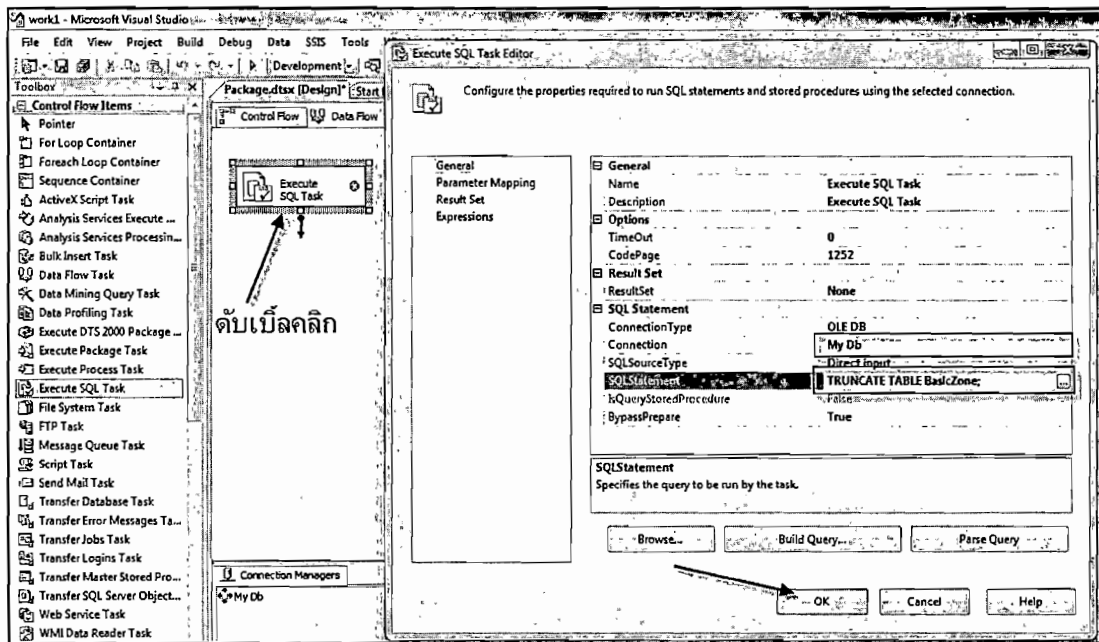 work1 - Microsoft Visual Studio
File Edit View Project Build Debug Data SSIS Tools
Development
Toolbox
Control Flow Items
Pointer
For Loop Container
Foreach Loop Container
Sequence Container
ActiveX Script Task
Analysis Services Execute ...
Analysis Services Processin...
Bulk Insert Task
Data Flow Task
Data Mining Query Task
Data Profiling Task
Execute DTS 2000 Package ...
Execute Package Task
Execute Process Task
Execute SQL Task
File System Task
FTP Task
Message Queue Task
Script Task
Send Mail Task
Transfer Database Task
Transfer Error Messages Ta...
Transfer Jobs Task
Transfer Logins Task
Transfer Master Stored Pro...
Transfer SQL Server Object...
Web Service Task
WMI Data Reader Task
Package.dtsx [Design]* Start
Control Flow Data Flow
Execute
SQL Task
ดับเบิ้ลคลิก
Connection Managers
My Db
Execute SQL Task Editor
Configure the properties required to run SQL statements and stored procedures using the selected connection.
General
Parameter Mapping
Result Set
Expressions
General
Name Execute SQL Task
Description Execute SQL Task
Options
TimeOut 0
CodePage 1252
Result Set
ResultSet None
SQL Statement
ConnectionType OLE DB
Connection My Db
SQLSourceType Direct input
SQLStatement TRUNCATE TABLE BasicZone; ...
IsQueryStoredProcedure False
BypassPrepare True
SQLStatement
Specifies the query to be run by the task.
Browse... Build Query... Parse Query
OK Cancel Help